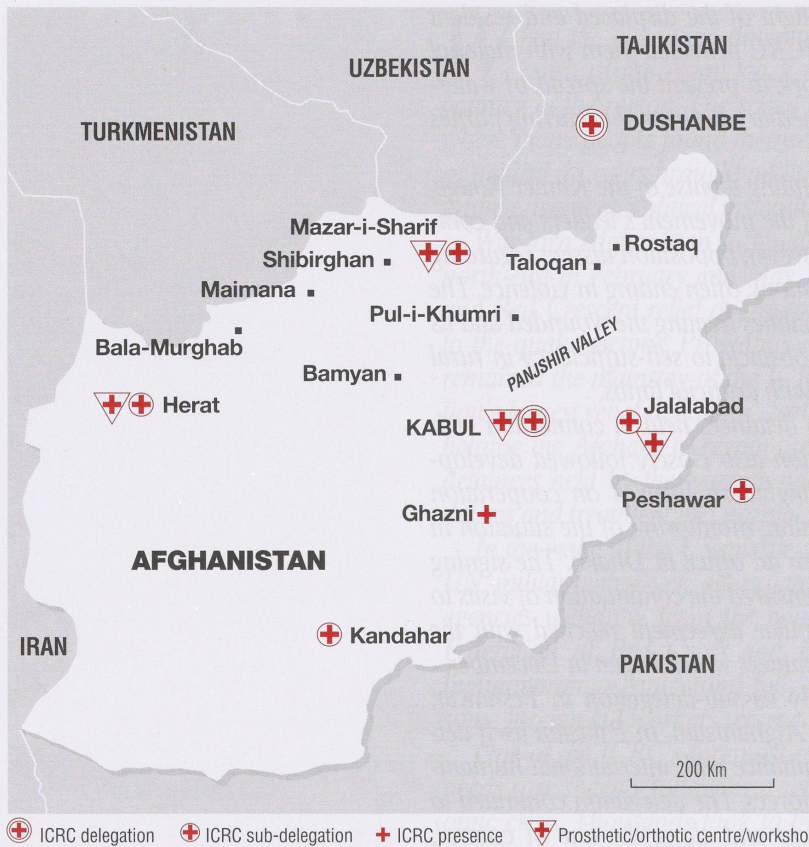 TAJIKISTAN
UZBEKISTAN
DUSHANBE
TURKMENISTAN
Mazar-i-Sharif
Rostaq
Shibirghan
Taloqan
Maimana
Pul-i-Khumri
PANJSHIR VALLEY
Bala-Murghab
Bamyan
Herat
Jalalabad
KABUL
Peshawar
Ghazni
AFGHANISTAN
Kandahar
IRAN
PAKISTAN
200 Km
ICRC delegation ICRC sub-delegation ICRC presence Prosthetic/orthotic centre/worksho